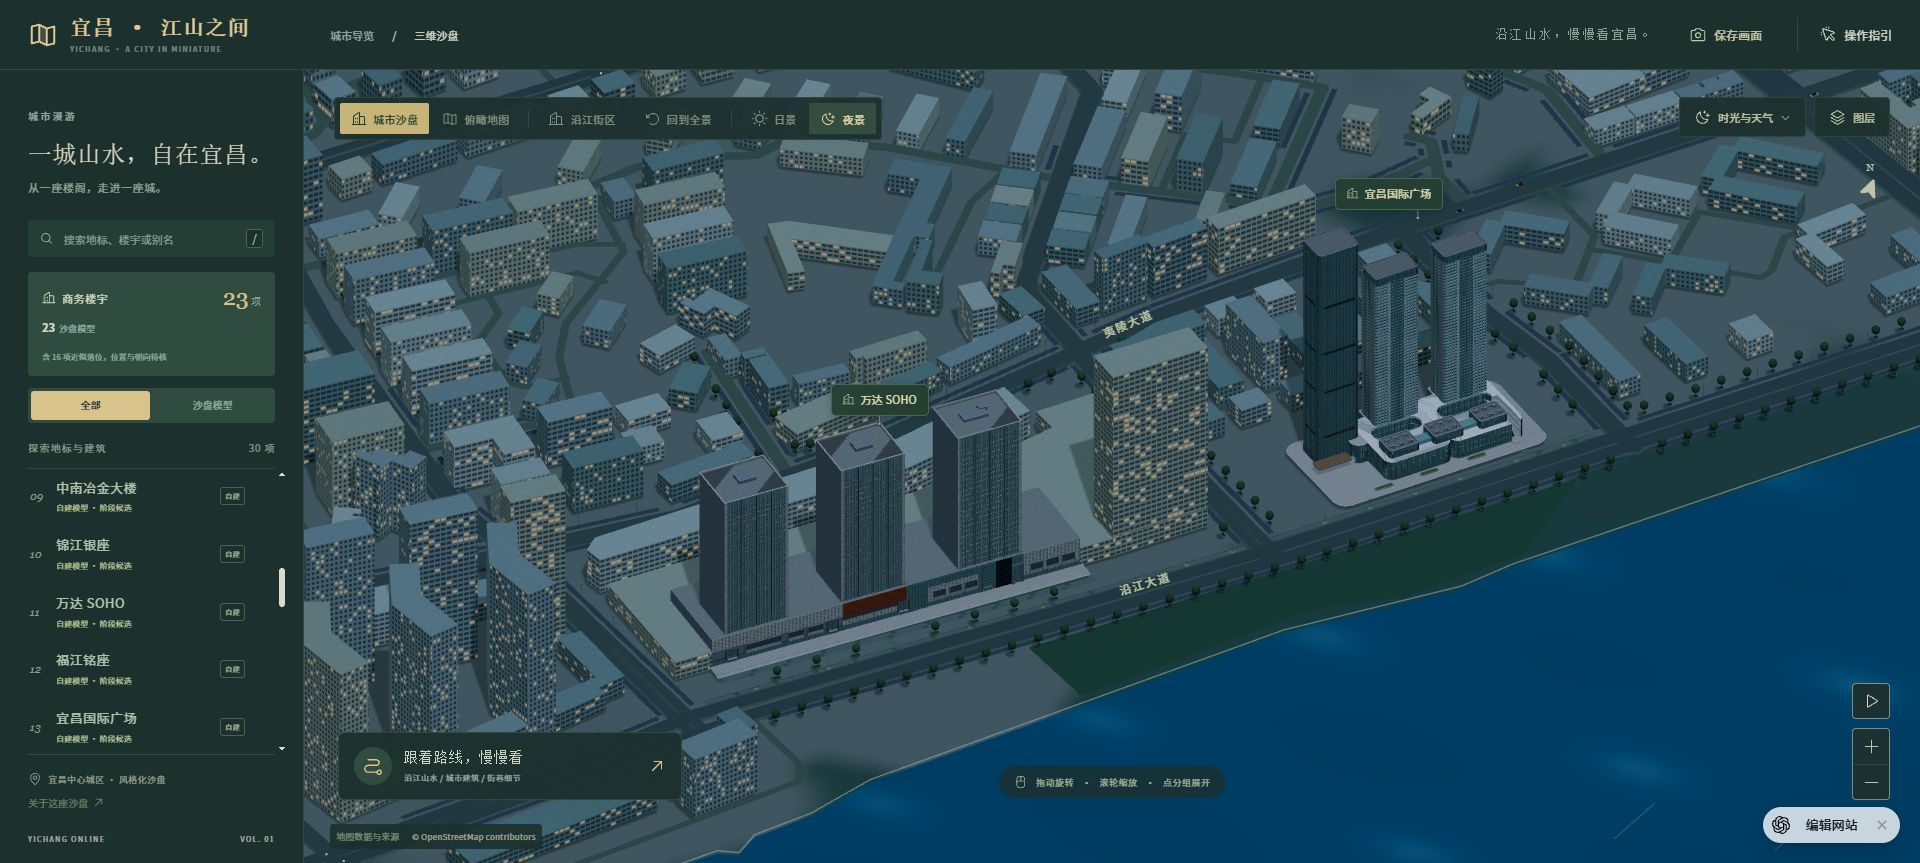 宜昌 · 江山之间
YICHANG · A CITY IN MINIATURE
城市导览 / 三维沙盘
沿江山水，慢慢看宜昌。
保存画面
操作指引
城市漫游
一城山水，自在宜昌。
从一座楼阁，走进一座城。
搜索地标、楼宇或别名 /
商务楼宇 23 项
23 沙盘模型
含 16 项近似落位，位置与朝向待核
全部 沙盘模型
探索地标与建筑 30 项
09 中南冶金大楼 自建
自建模型 · 阶段候选
10 锦江银座 自建
自建模型 · 阶段候选
11 万达 SOHO 自建
自建模型 · 阶段候选
12 福江铭座 自建
自建模型 · 阶段候选
13 宜昌国际广场 自建
自建模型 · 阶段候选
宜昌中心城区 · 风格化沙盘
关于这座沙盘
YICHANG ONLINE VOL. 01
城市沙盘 俯瞰地图 沿江街区 回到全景 日景 夜景
时光与天气 图层
N
宜昌国际广场
夷陵大道
万达 SOHO
沿江大道
跟着路线，慢慢看
沿江山水 / 城市建筑 / 街巷细节
拖动旋转 · 滚轮缩放 · 点分组展开
地图数据与来源 © OpenStreetMap contributors
编辑网站